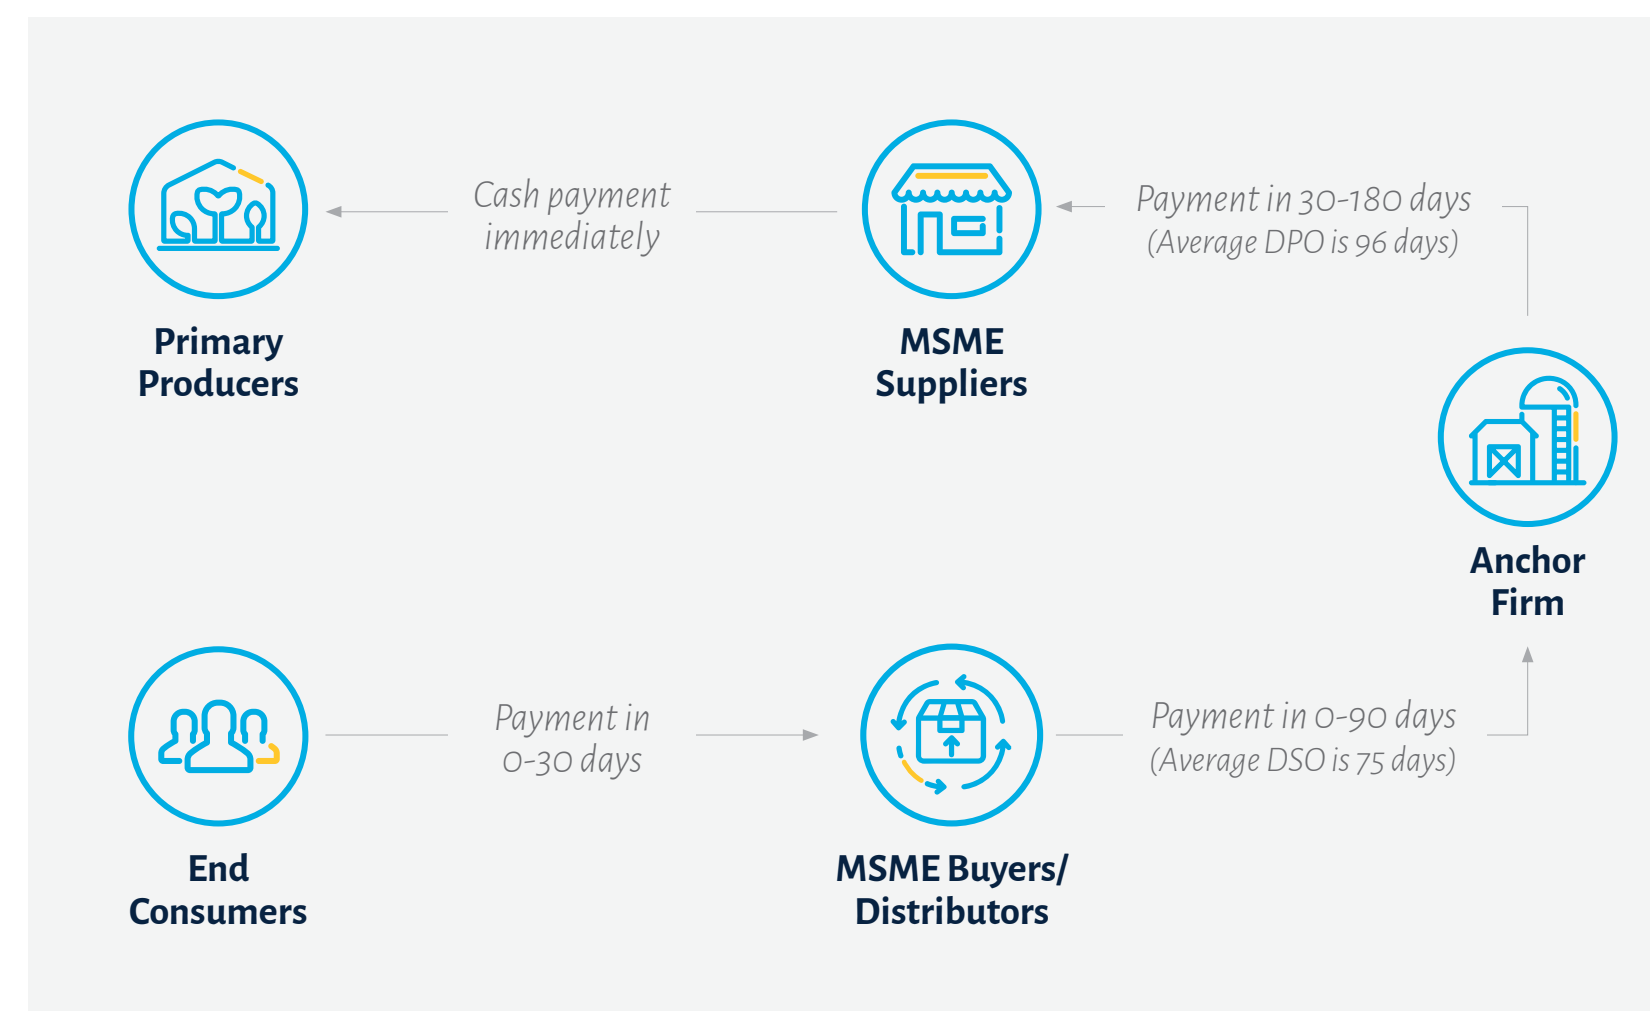 Cash payment
immediately
Payment in 30-180 days
(Average DPO is 96 days)
Primary
Producers
MSME
Suppliers
Anchor
Firm
Payment in
0-30 days
Payment in 0-90 days
(Average DSO is 75 days)
End
Consumers
MSME Buyers/
Distributors